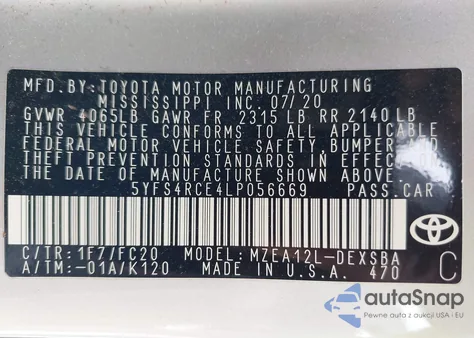 MFD.BY:TOYOTA MOTOR MANUFACTURING
MISSISSIPPI INC. 07/20
GVWR 4065LB GAWR FR 2315 LB RR 2140 LB
THIS VEHICLE CONFORMS TO ALL APPLICABLE
FEDERAL MOTOR VEHICLE SAFETY, BUMPER AND
THEFT PREVENTION STANDARDS IN EFFECT ON
THE DATE OF MANUFACTURE SHOWN ABOVE.
5YFS4RCE4LP056669 PASS.CAR
C/TR:1F7/FC20 MODEL:MZEA12L-DEXSBA
A/TM:-01A/K120 MADE IN U.S.A. 470
C
autoSnap
Pewne auta z aukcji USA i EU